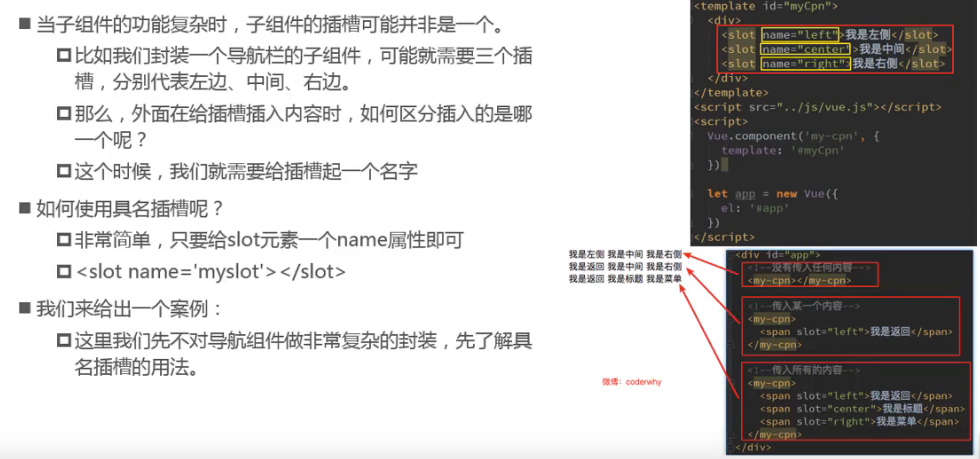 当子组件的功能复杂时，子组件的插槽可能并非是一个。
比如我们封装一个导航栏的子组件，可能就需要三个插
槽，分别代表左边、中间、右边。
那么，外面在给插槽插入内容时，如何区分插入的是哪
一个呢？
这个时候，我们就需要给插槽起一个名字
如何使用具名插槽呢？
非常简单，只要给slot元素一个name属性即可
<slot name='myslot'></slot>
我们来给出一个案例：
这里我们先不对导航组件做非常复杂的封装，先了解具
名插槽的用法。
<template id="myCpn">
<div>
<slot name="left">我是左侧</slot>
<slot name="center">我是中间</slot>
<slot name="right">我是右侧</slot>
</div>
</template>
<script src="../js/vue.js"></script>
<script>
Vue.component('my-cpn', {
template: '#myCpn'
})
let app = new Vue({
el: '#app'
})
</script>
我是左侧 我是中间 我是右侧
我是返回 我是中间 我是右侧
我是返回 我是标题 我是菜单
微博：coderwhy
<div id="app">
<!--没有传入任何内容-->
<my-cpn></my-cpn>
<!--传入某一个内容-->
<my-cpn>
<span slot="left">我是返回</span>
</my-cpn>
<!--传入所有的内容-->
<my-cpn>
<span slot="left">我是返回</span>
<span slot="center">我是标题</span>
<span slot="right">我是菜单</span>
</my-cpn>
</div>